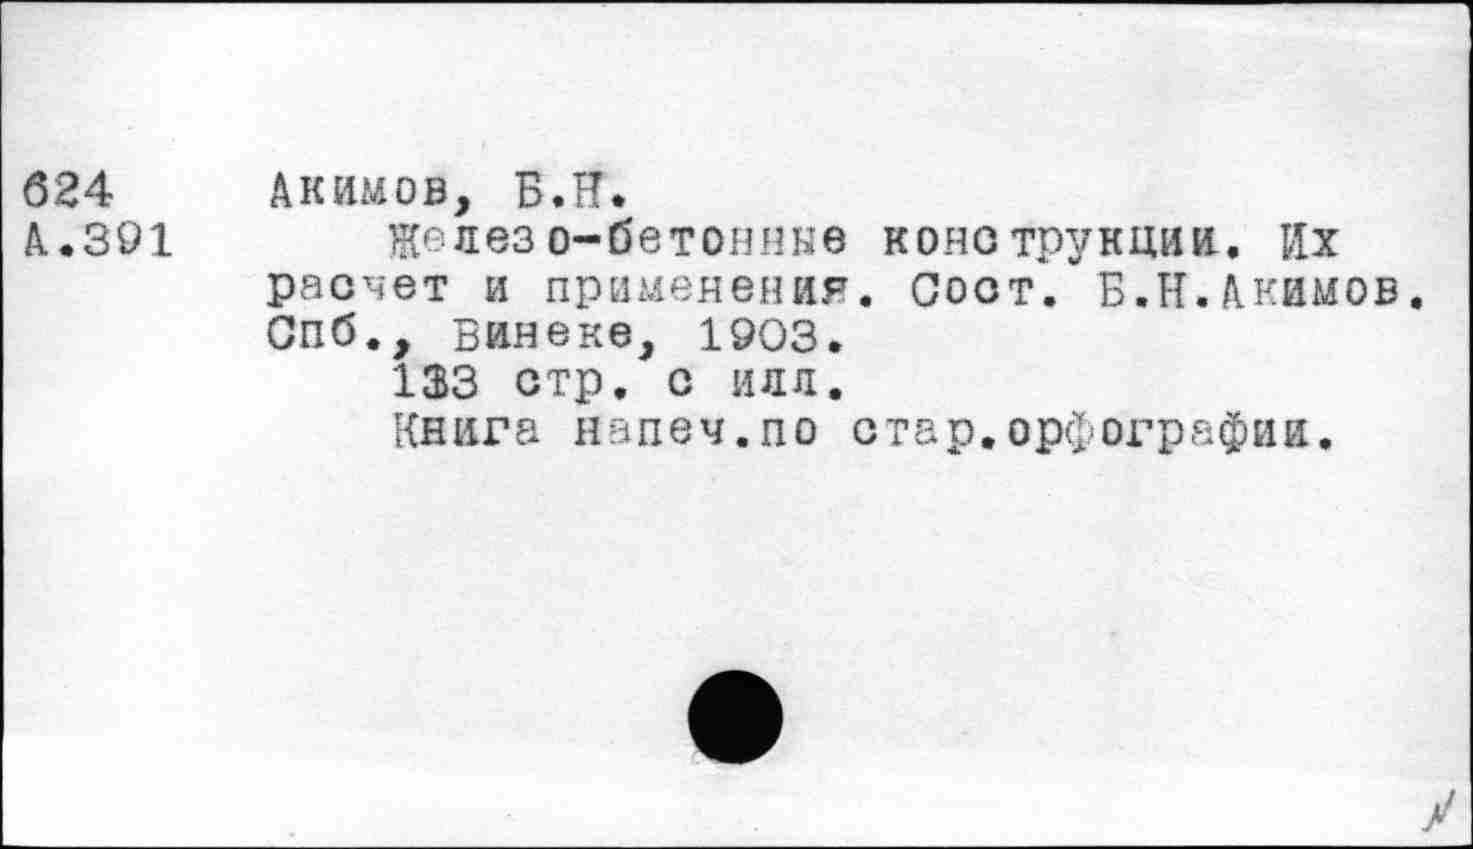 624 Акимов, Б.Н.
А.391 Железо-бетонные конструкции. Их
расчет и применения. Сост. Б.Н.Акимов.
Спб., Винеке, 1903.
133 стр. с илл.
Книга напеч.по стар.орфографии.